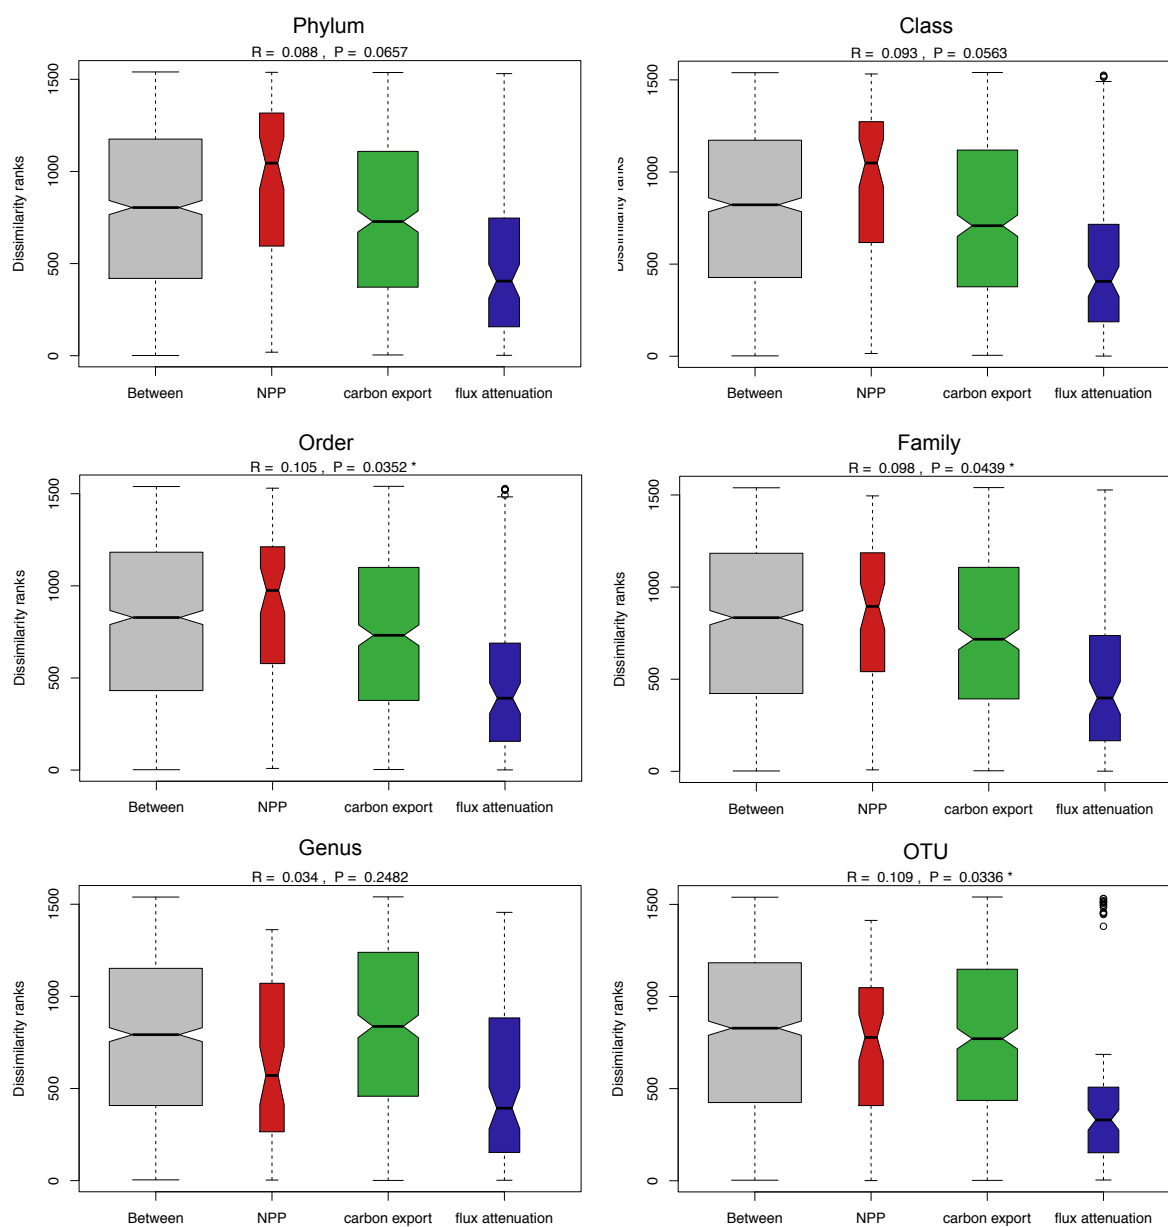 Phylum
R = 0.088 , P = 0.0657
Dissimilarity ranks
1500
1000
500
0
Between NPP carbon export flux attenuation
Class
R = 0.093 , P = 0.0563
Dissimilarity ranks
1500
1000
500
0
Between NPP carbon export flux attenuation
Order
R = 0.105 , P = 0.0352 *
Dissimilarity ranks
1500
1000
500
0
Between NPP carbon export flux attenuation
Family
R = 0.098 , P = 0.0439 *
Dissimilarity ranks
1500
1000
500
0
Between NPP carbon export flux attenuation
Genus
R = 0.034 , P = 0.2482
Dissimilarity ranks
1500
1000
500
0
Between NPP carbon export flux attenuation
OTU
R = 0.109 , P = 0.0336 *
Dissimilarity ranks
1500
1000
500
0
Between NPP carbon export flux attenuation